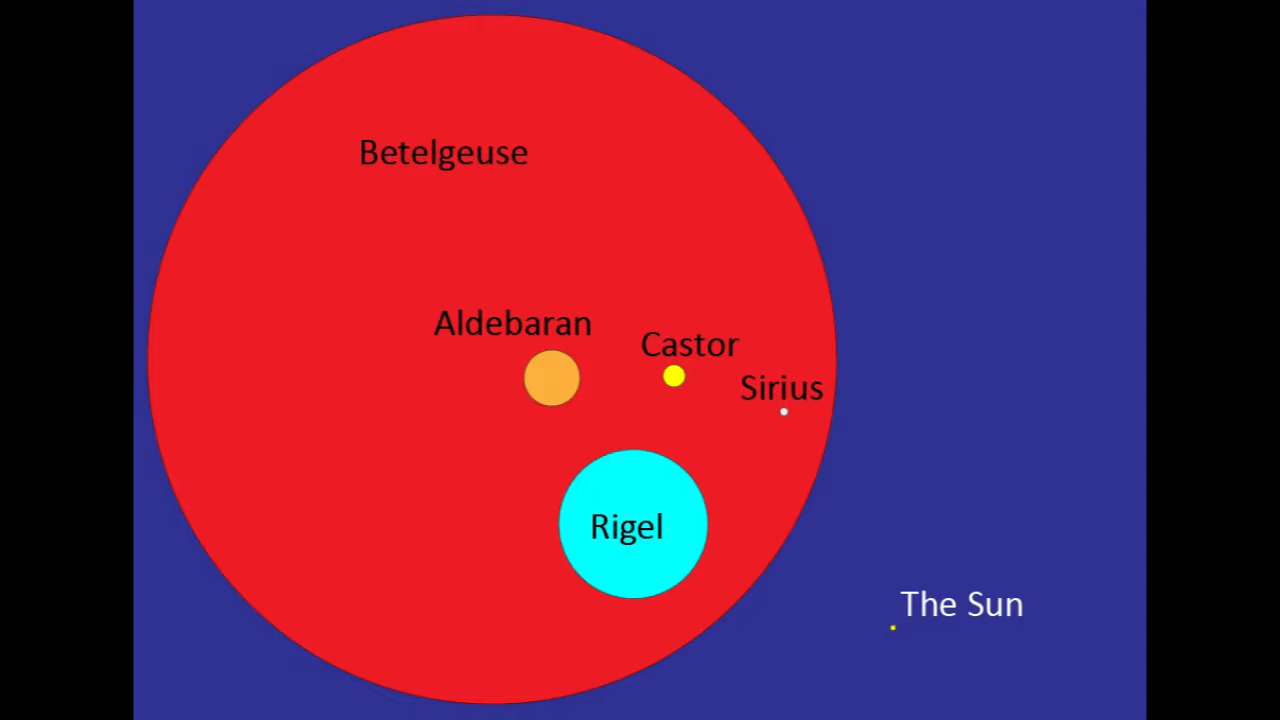 Betelgeuse
Aldebaran
Castor
Sirius
Rigel
The Sun